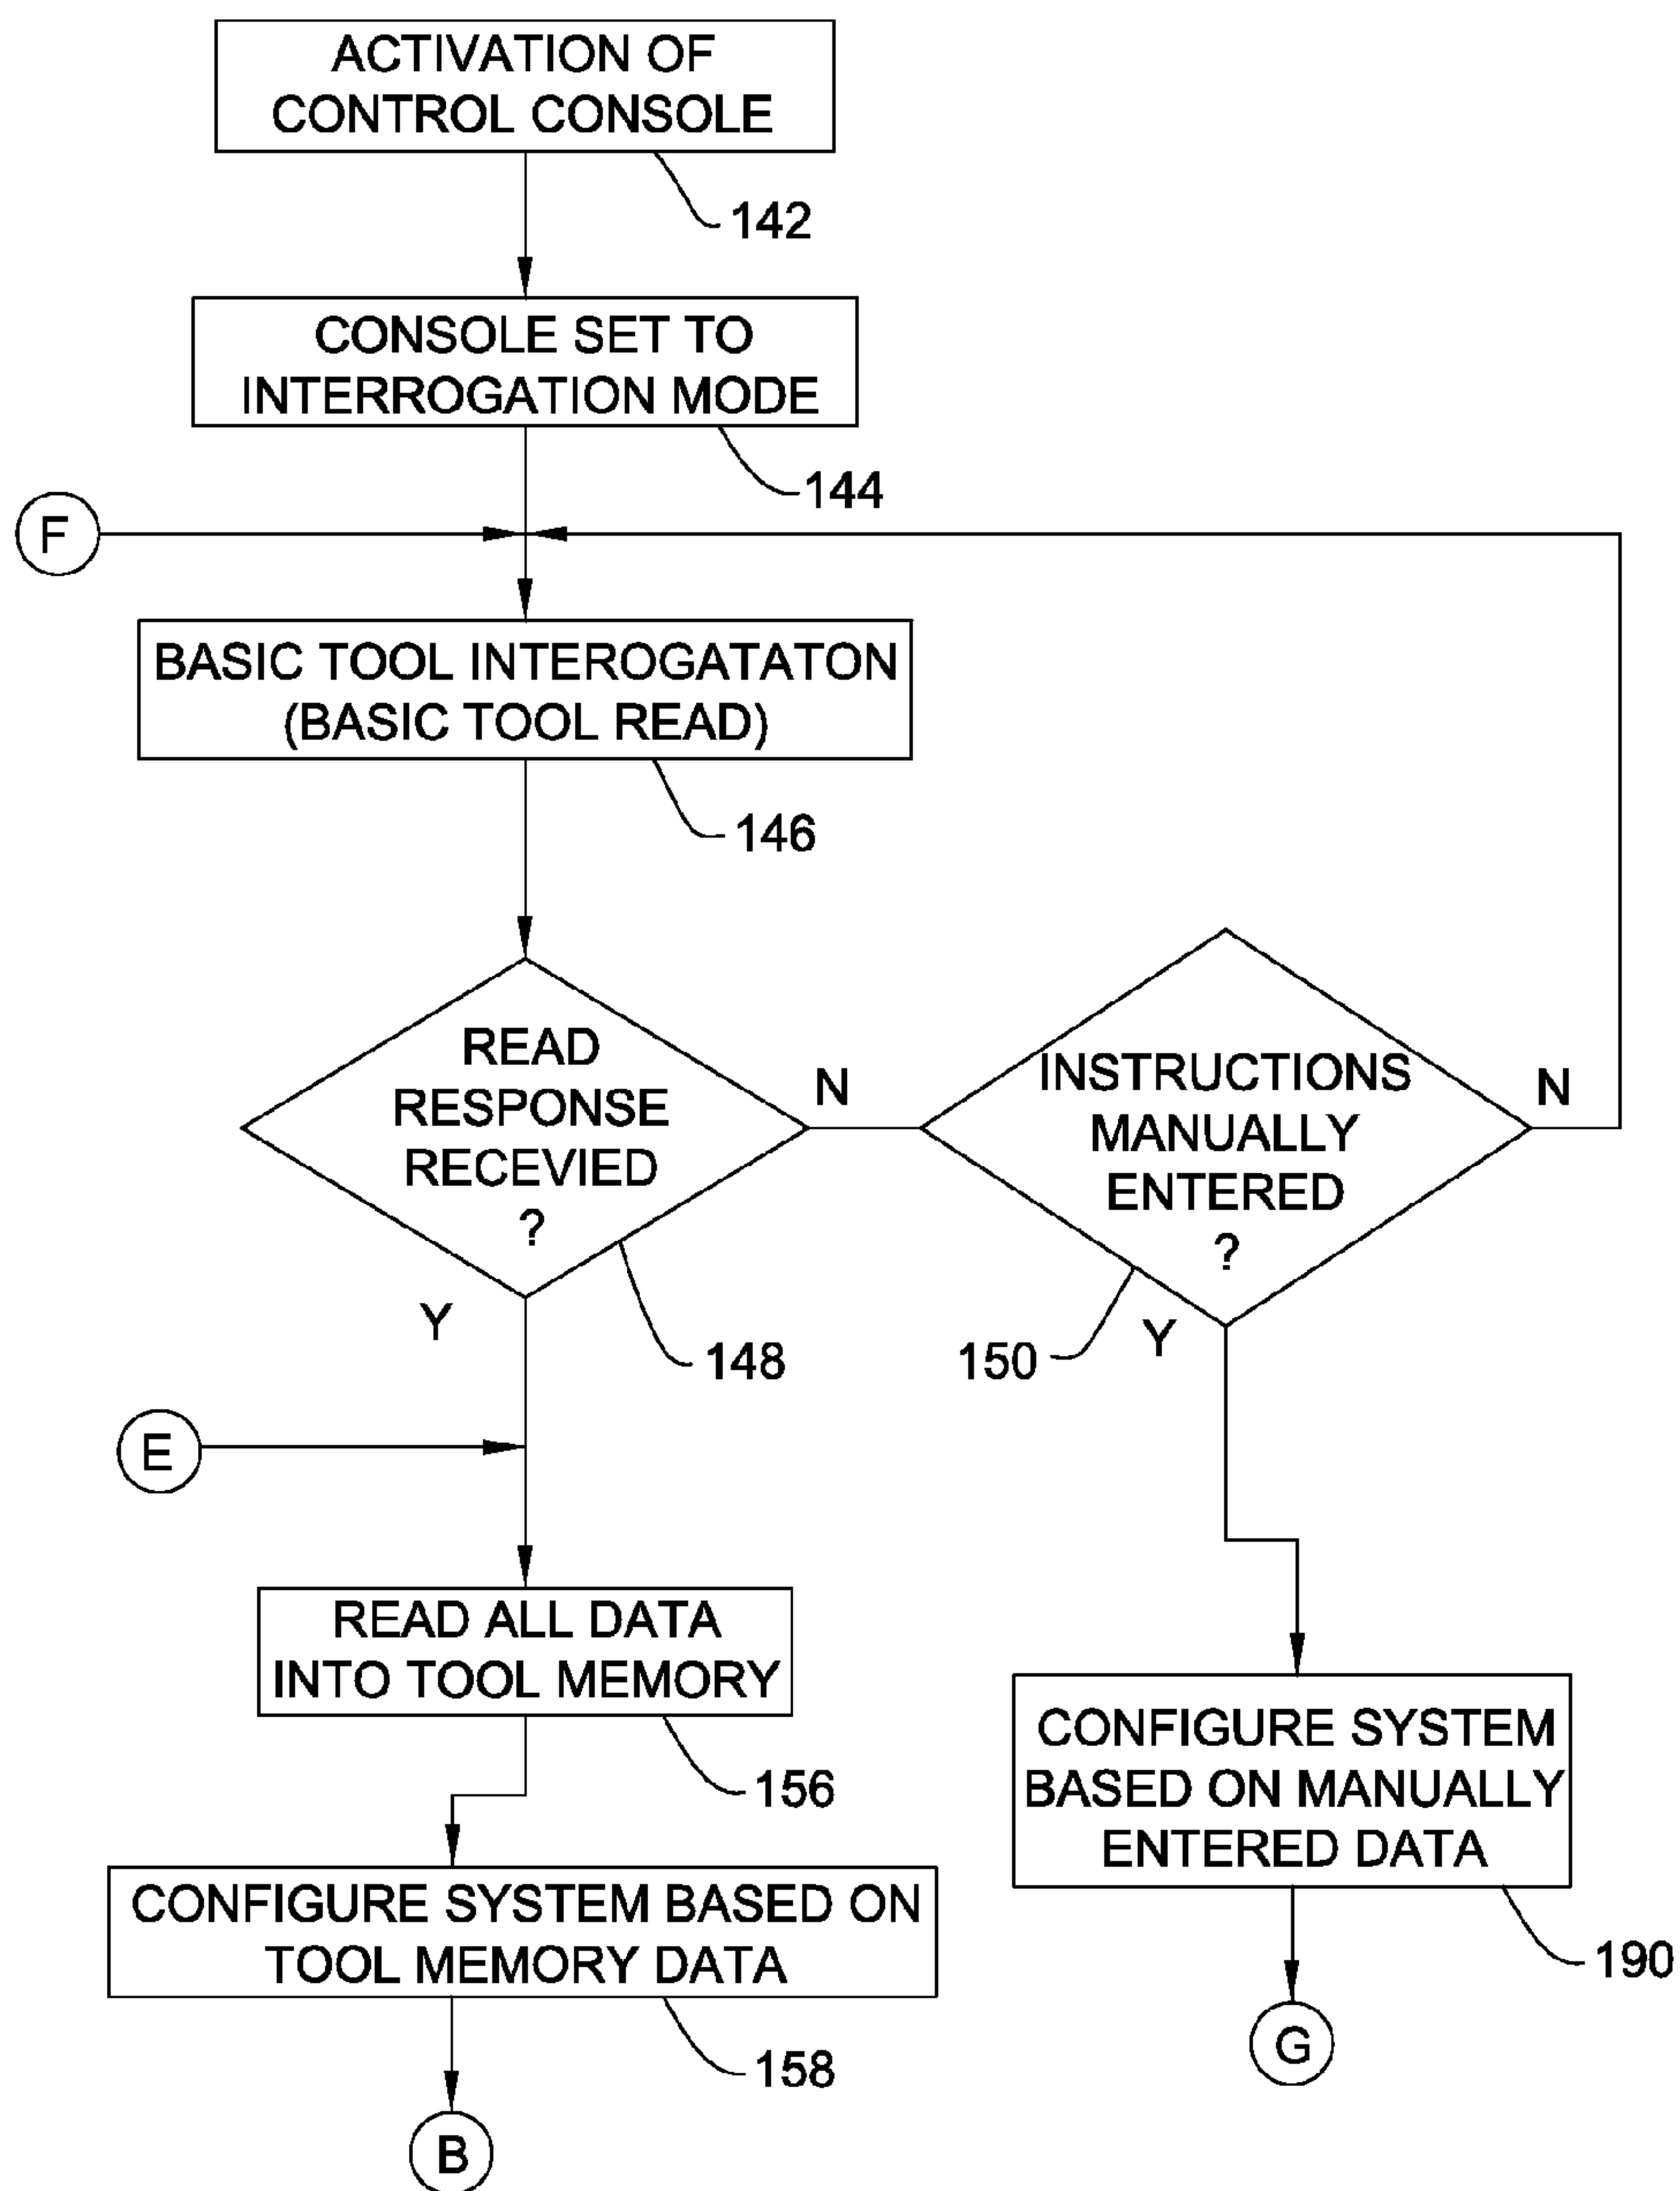 ACTIVATION OF
CONTROL CONSOLE
142
CONSOLE SET TO
INTERROGATION MODE
144
F
BASIC TOOL INTEROGATATON
(BASIC TOOL READ)
146
READ
RESPONSE
RECEVIED
?
N
INSTRUCTIONS
MANUALLY
ENTERED
?
N
Y
148
150
Y
E
READ ALL DATA
INTO TOOL MEMORY
156
CONFIGURE SYSTEM
BASED ON MANUALLY
ENTERED DATA
190
CONFIGURE SYSTEM BASED ON
TOOL MEMORY DATA
158
G
B